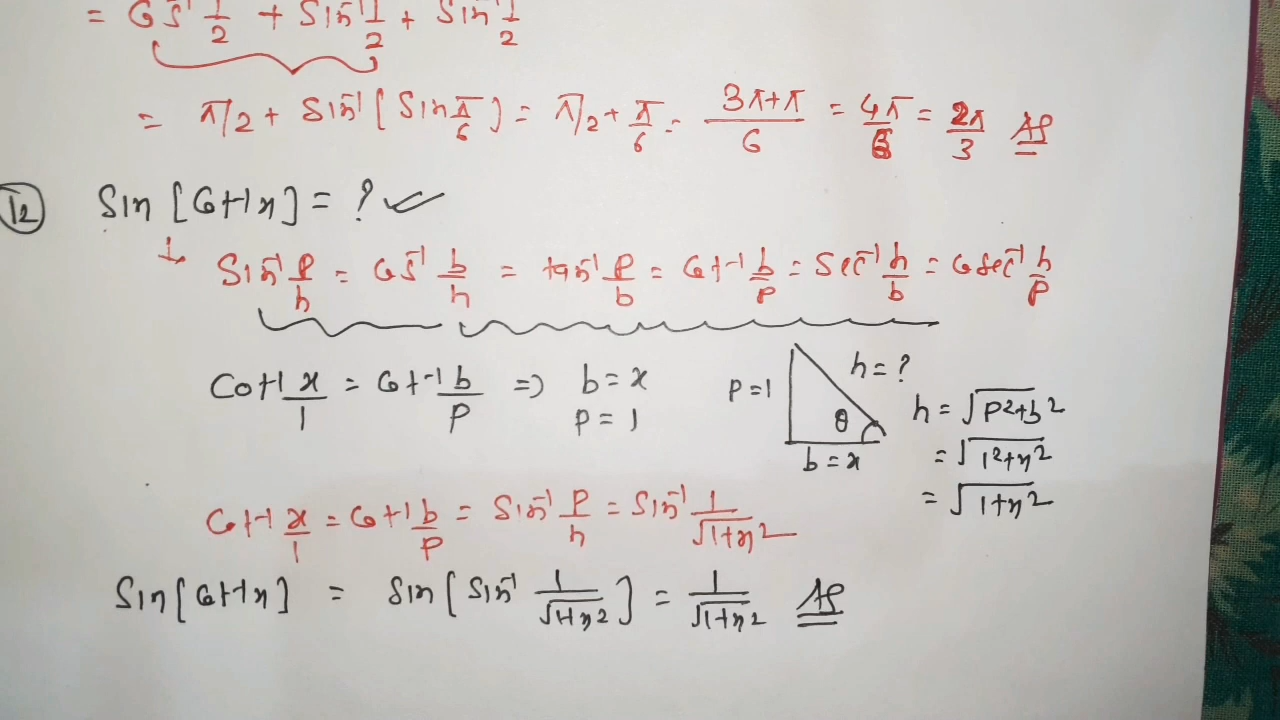 = Cos⁻¹ 1/2 + Sin⁻¹ 1/2 + Sin⁻¹ 1/2
= π/2 + Sin⁻¹ [Sin π/6] = π/2 + π/6 = (3π+π)/6 = 4π/6 = 2π/3 Ans
12 Sin [Cot⁻¹x] = ? ✓
↓ Sin⁻¹ p/h = Cos⁻¹ b/h = tan⁻¹ p/b = Cot⁻¹ b/p = Sec⁻¹ h/b = Cosec⁻¹ h/p
Cot⁻¹ x/1 = Cot⁻¹ b/p ⇒ b = x
p = 1
p=1
h = ?
θ
b = x
h = √(p²+b²)
= √(1²+x²)
= √(1+x²)
Cot⁻¹ x/1 = Cot⁻¹ b/p = Sin⁻¹ p/h = Sin⁻¹ 1/√(1+x²)
Sin [Cot⁻¹x] = Sin [Sin⁻¹ 1/√(1+x²)] = 1/√(1+x²) Ans